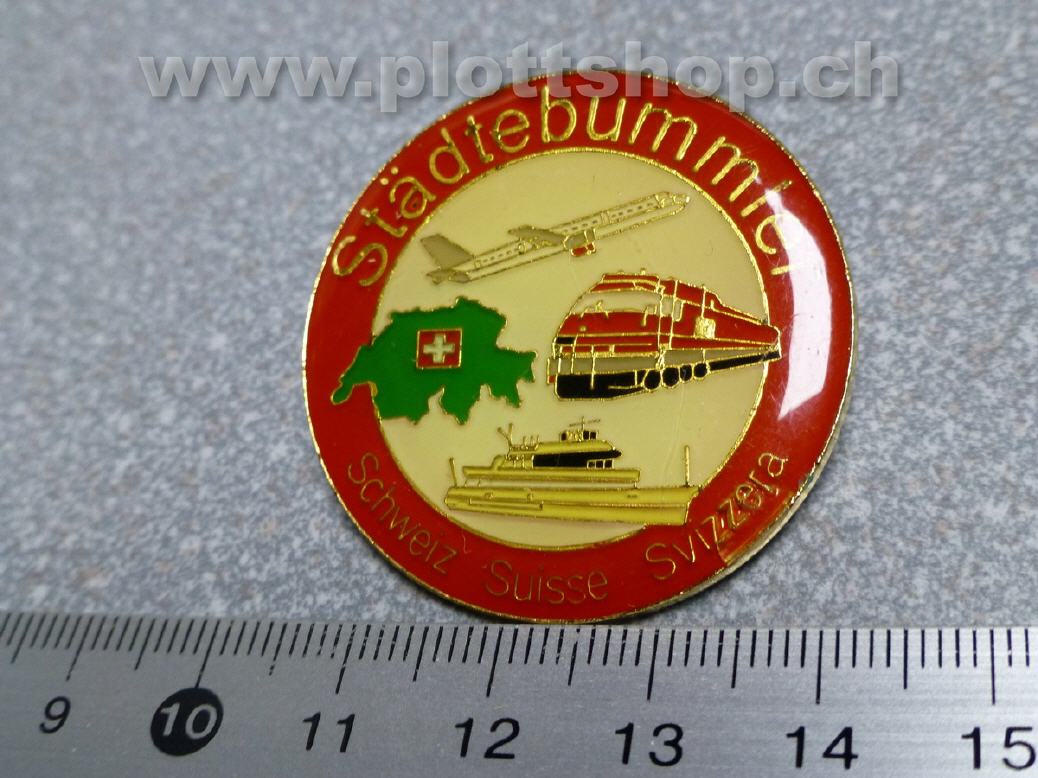 www.plottshop.ch
Städtebummler
Schweiz Suisse Svizzera
9 10 11 12 13 14 15